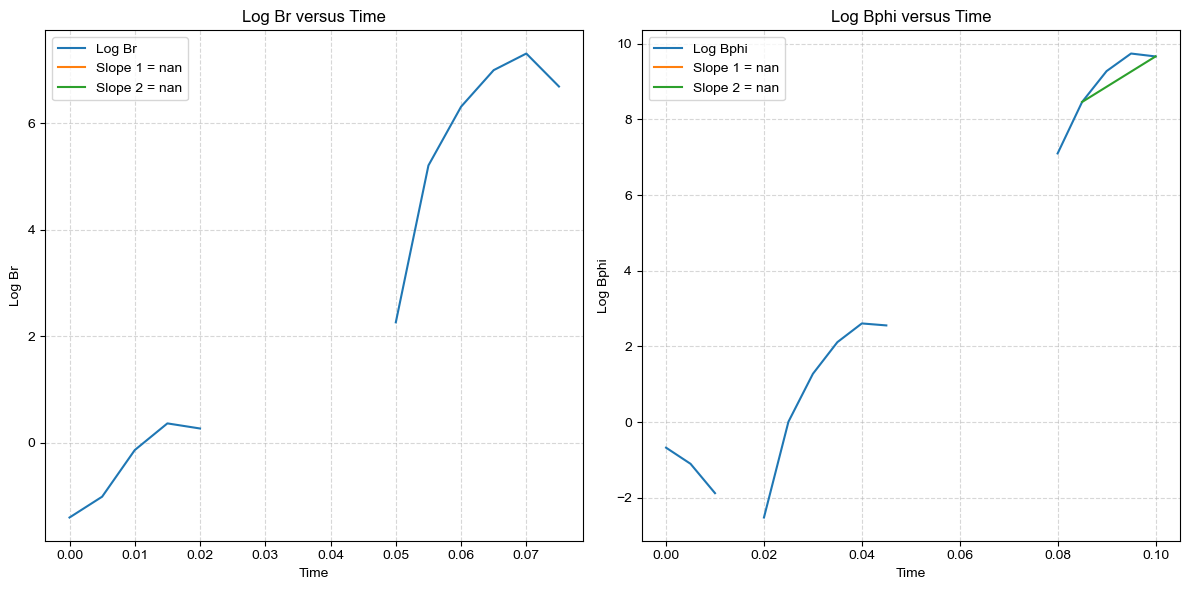 Log Br versus Time
Log Br
Slope 1 = nan
Slope 2 = nan
6
4
2
0
Log Br
0.00 0.01 0.02 0.03 0.04 0.05 0.06 0.07
Time
Log Bphi versus Time
Log Bphi
Slope 1 = nan
Slope 2 = nan
10
8
6
4
2
0
−2
Log Bphi
0.00 0.02 0.04 0.06 0.08 0.10
Time